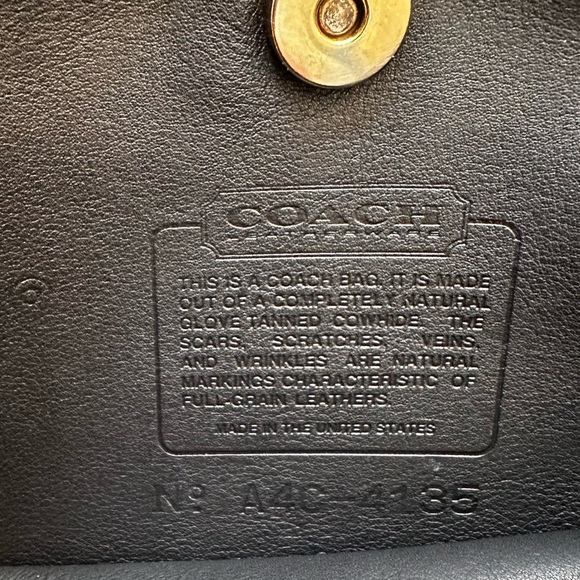 COACH
LEATHERWARE
THIS IS A COACH BAG. IT IS MADE
OUT OF A COMPLETELY NATURAL
GLOVE TANNED COWHIDE. THE
SCARS, SCRATCHES, VEINS,
AND WRINKLES ARE NATURAL
MARKINGS CHARACTERISTIC OF
FULL-GRAIN LEATHERS.
MADE IN THE UNITED STATES
Nº A4C-4135